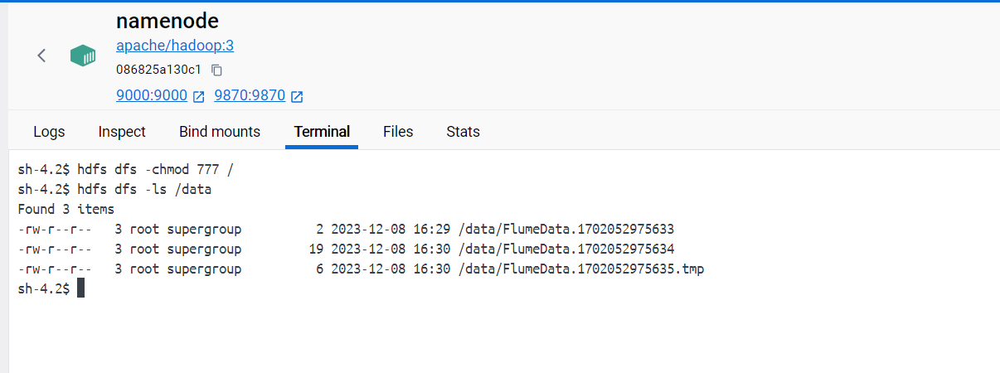 namenode
apache/hadoop:3
086825a130c1
9000:9000 9870:9870
Logs Inspect Bind mounts Terminal Files Stats
sh-4.2$ hdfs dfs -chmod 777 /
sh-4.2$ hdfs dfs -ls /data
Found 3 items
-rw-r--r--   3 root supergroup          2 2023-12-08 16:29 /data/FlumeData.1702052975633
-rw-r--r--   3 root supergroup         19 2023-12-08 16:30 /data/FlumeData.1702052975634
-rw-r--r--   3 root supergroup          6 2023-12-08 16:30 /data/FlumeData.1702052975635.tmp
sh-4.2$